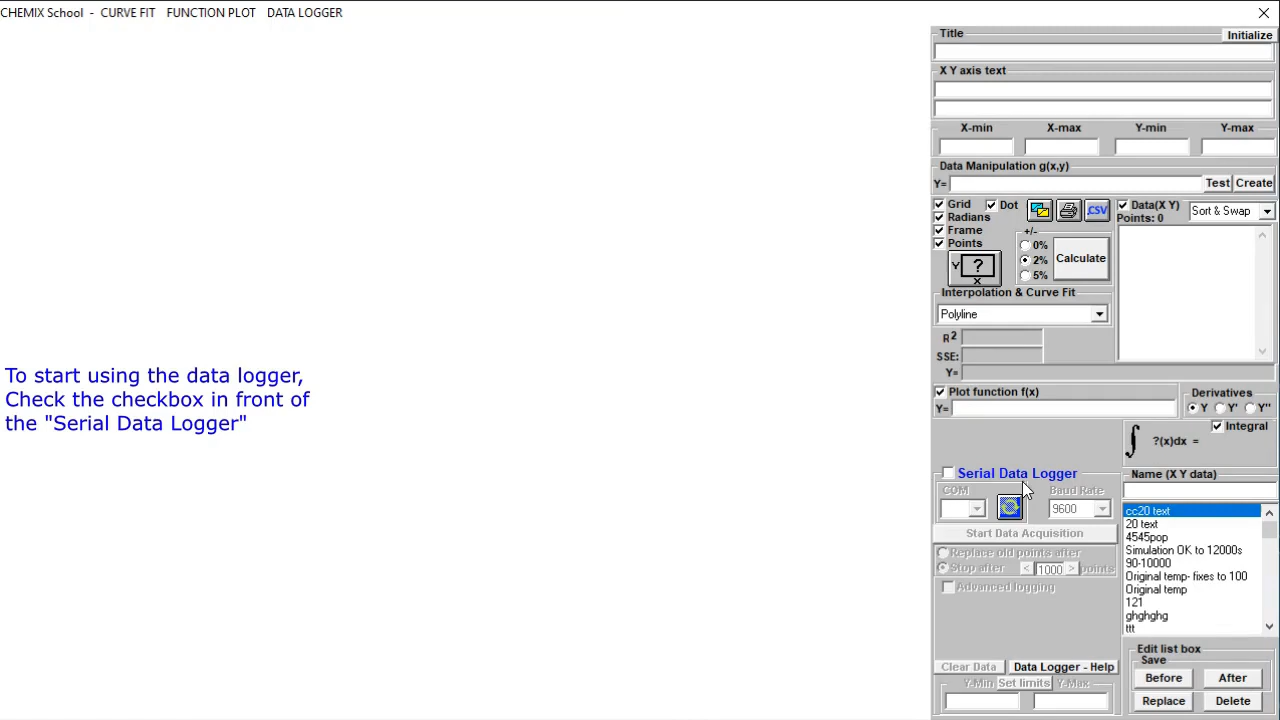 CHEMIX School - CURVE FIT FUNCTION PLOT DATA LOGGER
Title
Initialize
X Y axis text
X-min X-max Y-min Y-max
Data Manipulation g(x,y)
Y= Test Create
Grid Dot CSV Data(X Y) Sort & Swap
Radians Points: 0
Frame +/-
Points 0%
Y ? X 2% Calculate
5%
Interpolation & Curve Fit
Polyline
R2
SSE:
Y=
Plot function f(x) Derivatives
Y= Y Y' Y''
Integral
∫ ?(x)dx =
To start using the data logger,
Check the checkbox in front of
the "Serial Data Logger"
Serial Data Logger
COM Baud Rate
9600
Start Data Acquisition
Replace old points after
Stop after < 1000 > points
Advanced logging
Clear Data Data Logger - Help
Y-Min Set limits Y-Max
Name (X Y data)
cc20 text
20 text
4545pop
Simulation OK to 12000s
90-10000
Original temp- fixes to 100
Original temp
121
ghghghg
ttt
Edit list box
Save
Before After
Replace Delete